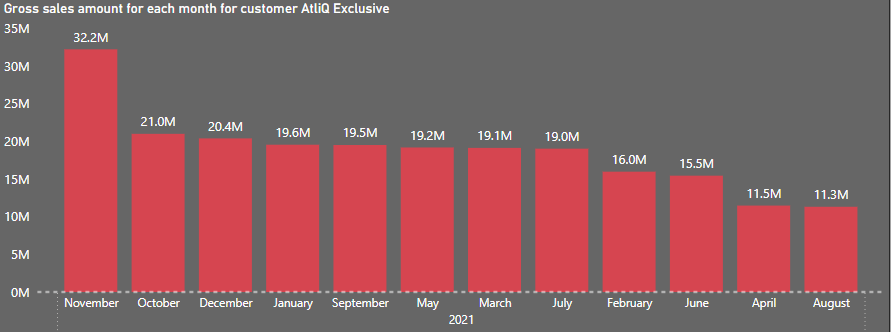 Gross sales amount for each month for customer AtliQ Exclusive
35M
30M
25M
20M
15M
10M
5M
0M
32.2M
21.0M
20.4M
19.6M
19.5M
19.2M
19.1M
19.0M
16.0M
15.5M
11.5M
11.3M
November October December January September May March July February June April August
2021